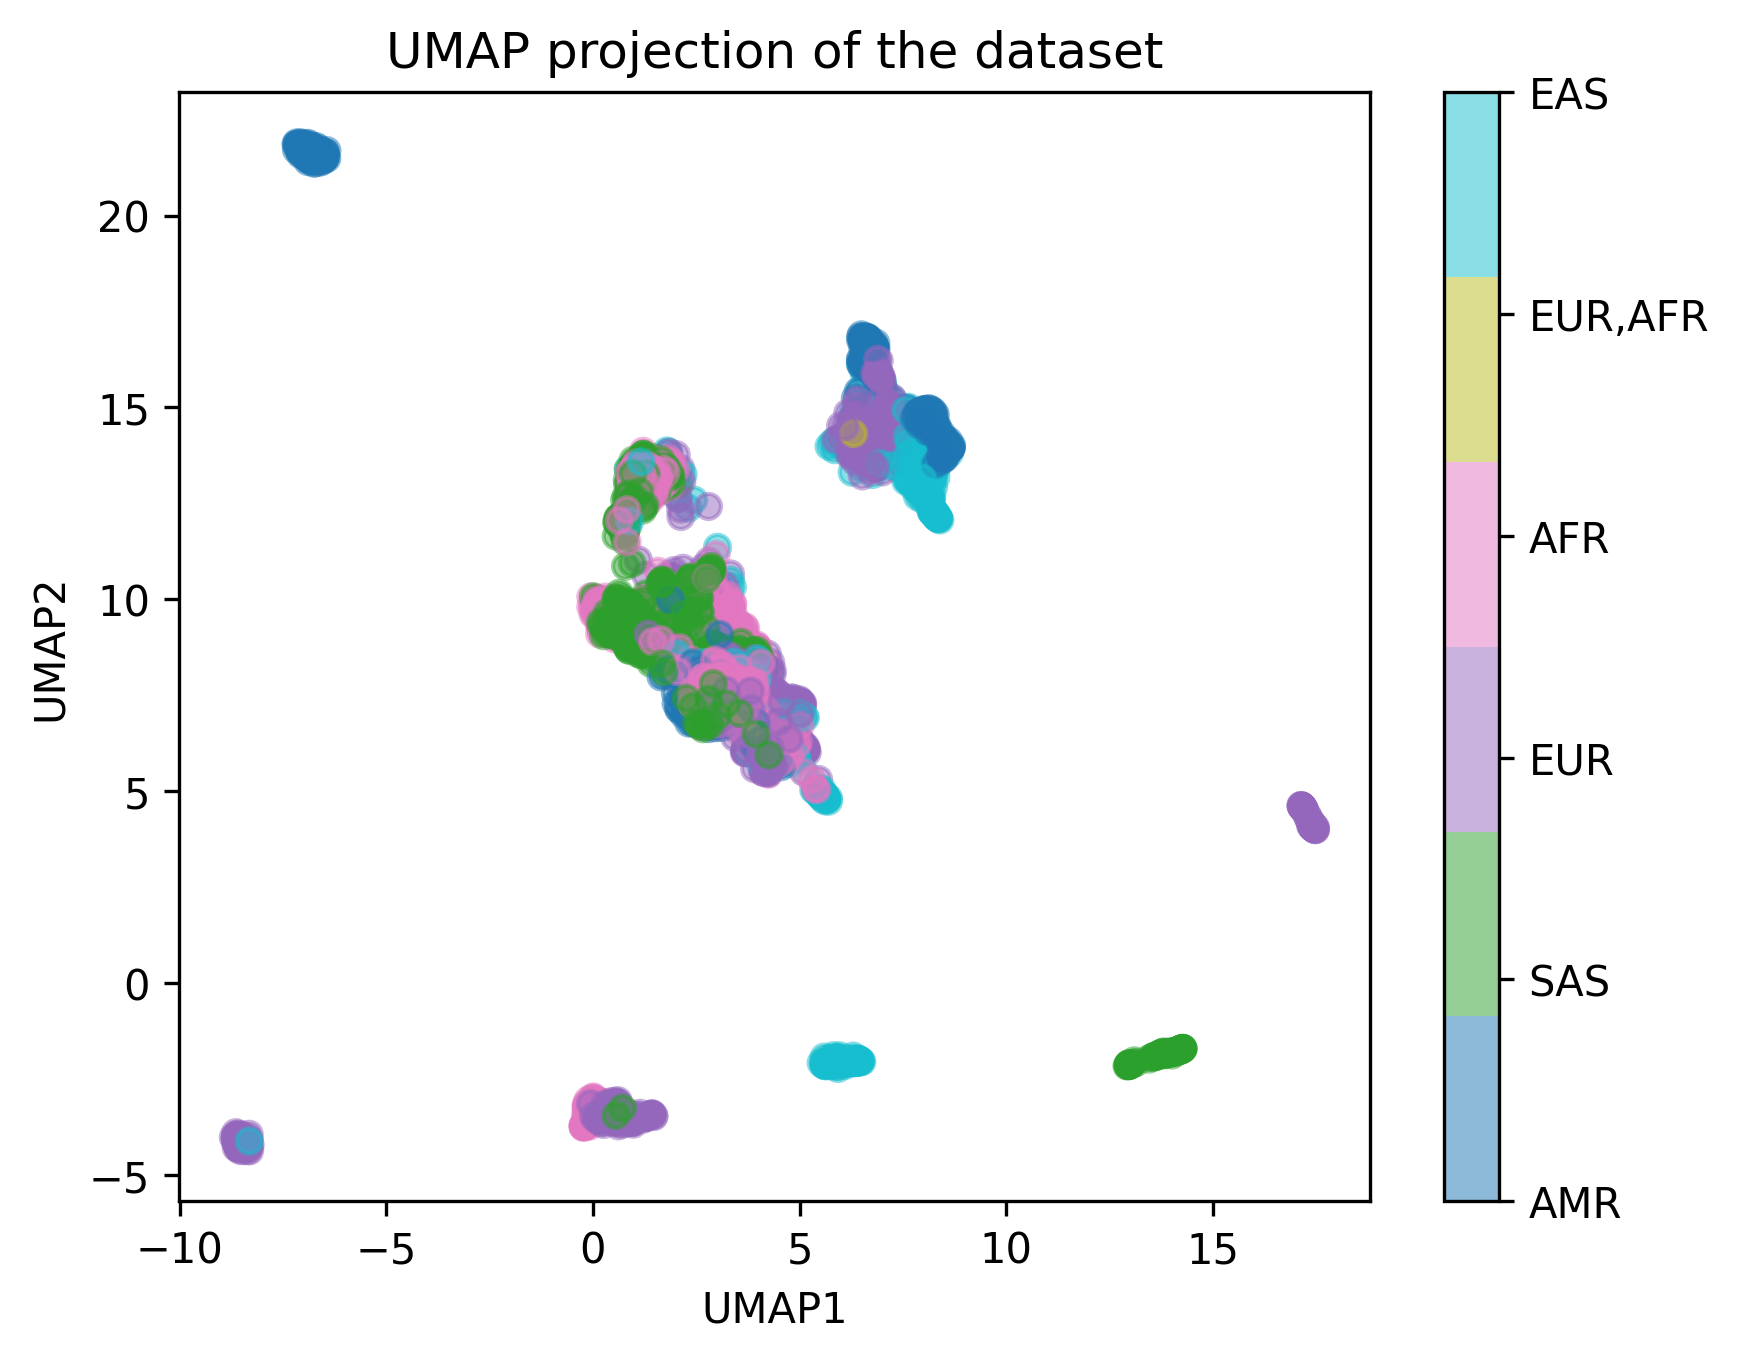 UMAP projection of the dataset
20
15
10
5
0
−5
UMAP2
−10
−5
0
5
10
15
UMAP1
EAS
EUR,AFR
AFR
EUR
SAS
AMR